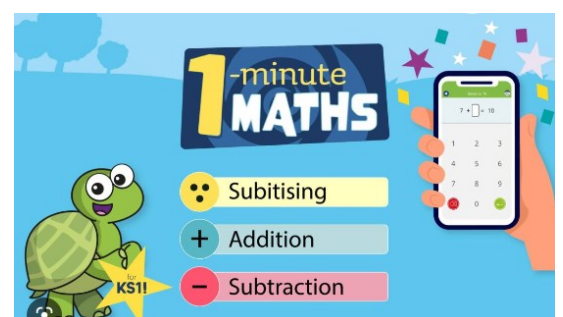 1-minute
MATHS
Subitising
+ Addition
- Subtraction
for
KS1!
7 + = 10
1 2 3
4 5 6
7 8 9
0